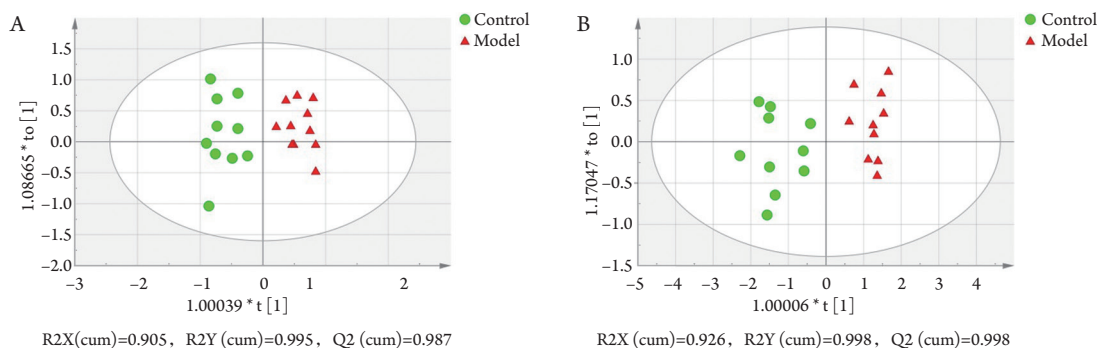 A
Control
Model
1.5
1.0
0.5
0.0
−0.5
−1.0
−1.5
−2.0
1.08665 * to [1]
−3 −2 −1 0 1 2
1.00039 * t [1]
R2X(cum)=0.905, R2Y (cum)=0.995, Q2 (cum)=0.987
B
Control
Model
1.0
0.5
0.0
−0.5
−1.0
−1.5
1.17047 * to [1]
−5 −4 −3 −2 −1 0 1 2 3 4
1.00006 * t [1]
R2X (cum)=0.926, R2Y (cum)=0.998, Q2 (cum)=0.998